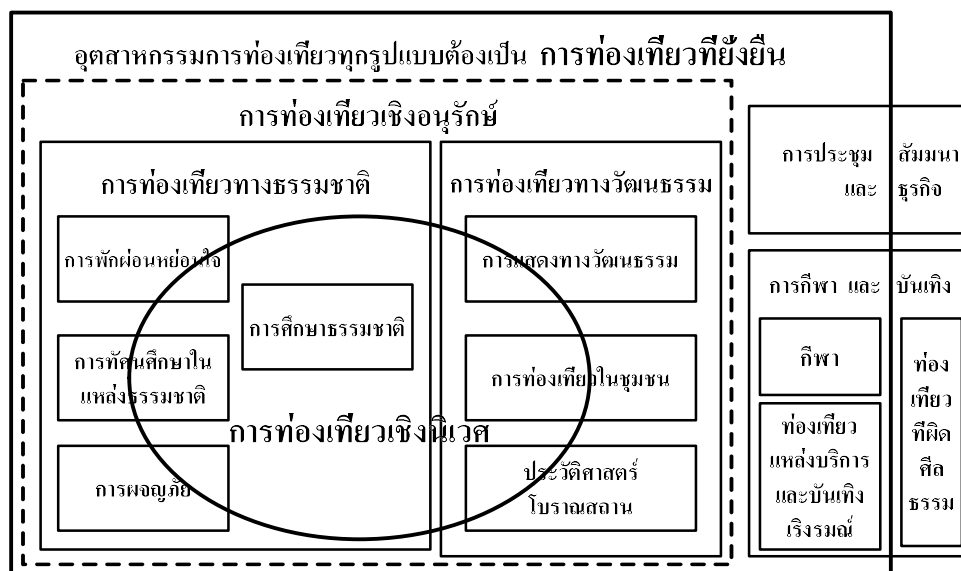 อุตสาหกรรมการท่องเที่ยวทุกรูปแบบต้องเป็น การท่องเที่ยวที่ยั่งยืน
การท่องเที่ยวเชิงอนุรักษ์
การท่องเที่ยวทางธรรมชาติ
การพักผ่อนหย่อนใจ
การศึกษาธรรมชาติ
การทัศนศึกษาใน
แหล่งธรรมชาติ
การท่องเที่ยวเชิงนิเวศ
การผจญภัย
การท่องเที่ยวทางวัฒนธรรม
การแสดงทางวัฒนธรรม
การท่องเที่ยวในชุมชน
ประวัติศาสตร์
โบราณสถาน
การประชุม สัมมนา
และ ธุรกิจ
การกีฬา และ บันเทิง
กีฬา
ท่องเที่ยว
แหล่งบริการ
และบันเทิง
เริงรมณ์
ท่อง
เที่ยว
ที่ผิด
ศีล
ธรรม